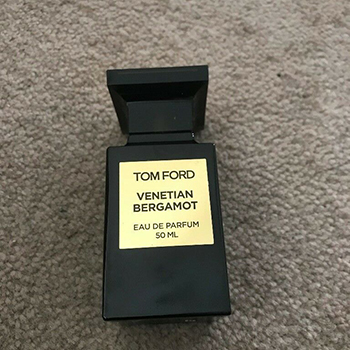 TOM FORD
VENETIAN
BERGAMOT
EAU DE PARFUM
50 ML